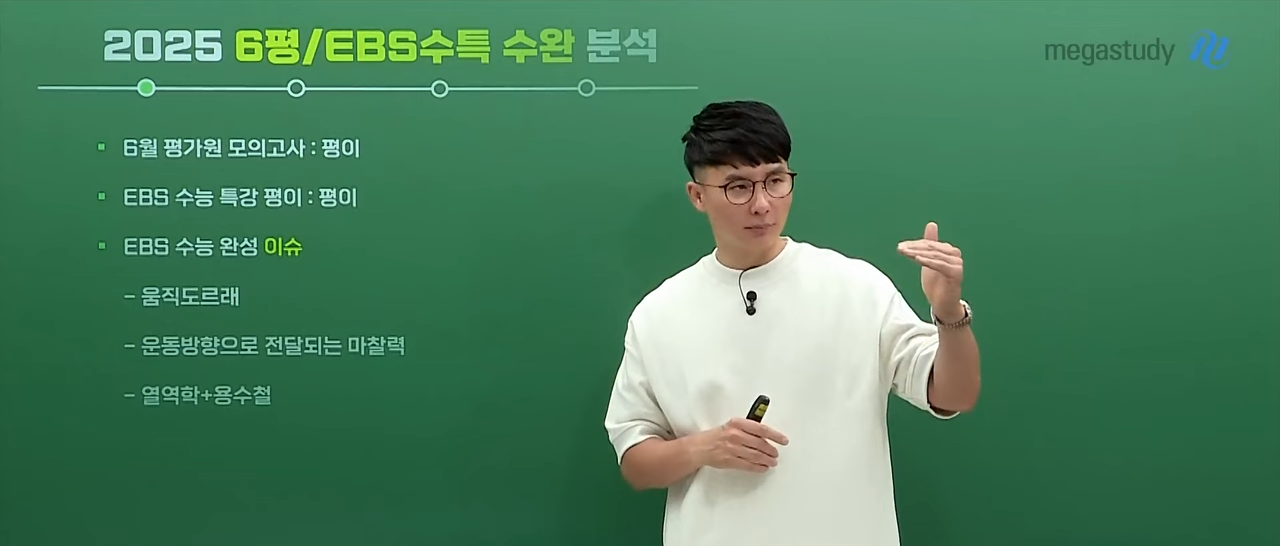 2025 6평/EBS수특 수완 분석
megastudy
6월 평가원 모의고사 : 평이
EBS 수능 특강 평이 : 평이
EBS 수능 완성 이슈
- 움직도르래
- 운동방향으로 전달되는 마찰력
- 열역학+용수철